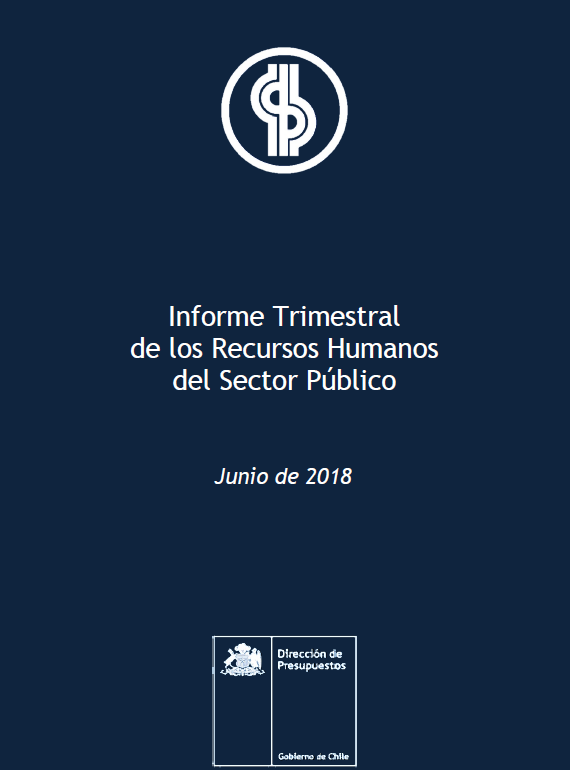 Informe Trimestral
de los Recursos Humanos
del Sector Público
Junio de 2018
Dirección de
Presupuestos
Gobierno de Chile